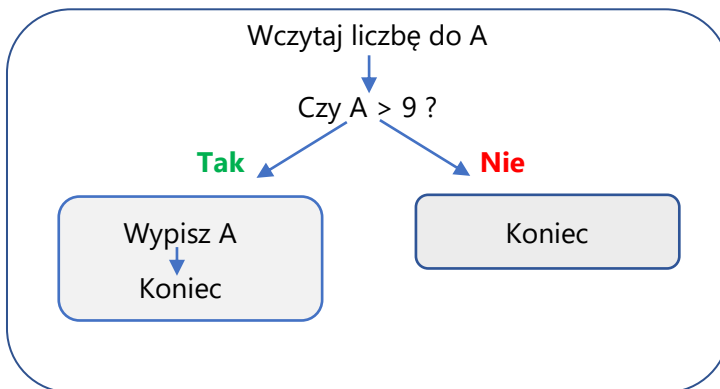 Wczytaj liczbę do A
Czy A > 9 ?
Tak
Nie
Wypisz A
Koniec
Koniec